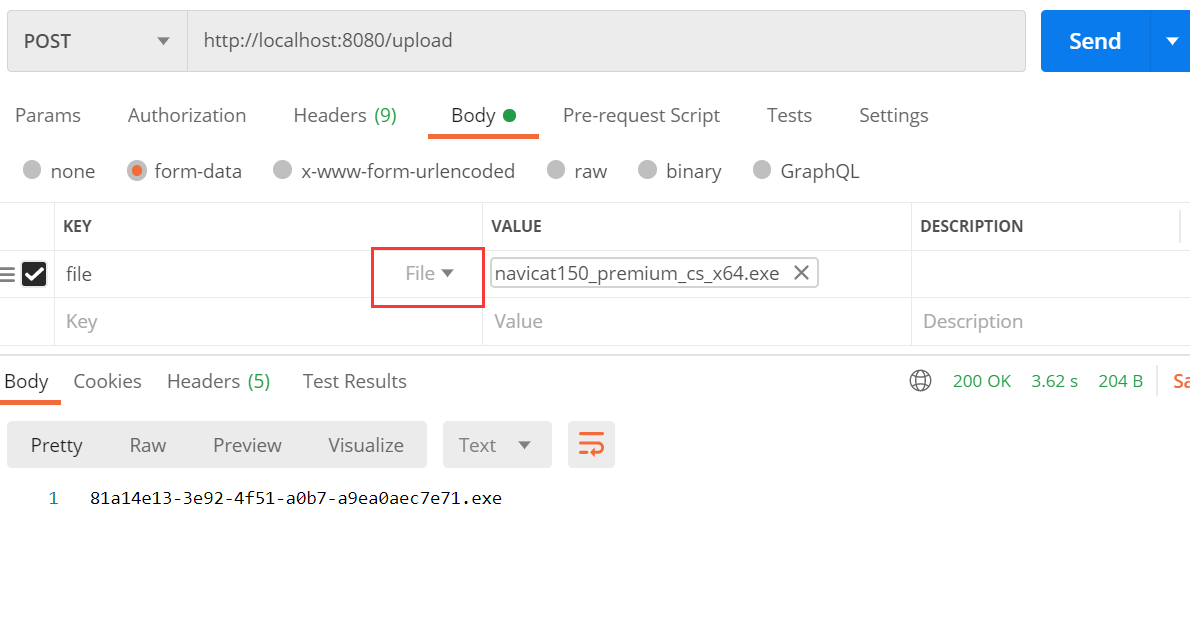 POST http://localhost:8080/upload Send
Params Authorization Headers (9) Body Pre-request Script Tests Settings
none form-data x-www-form-urlencoded raw binary GraphQL
KEY VALUE DESCRIPTION
file File navicat150_premium_cs_x64.exe
Key Value Description
Body Cookies Headers (5) Test Results 200 OK 3.62 s 204 B Sa
Pretty Raw Preview Visualize Text
1 81a14e13-3e92-4f51-a0b7-a9ea0aec7e71.exe